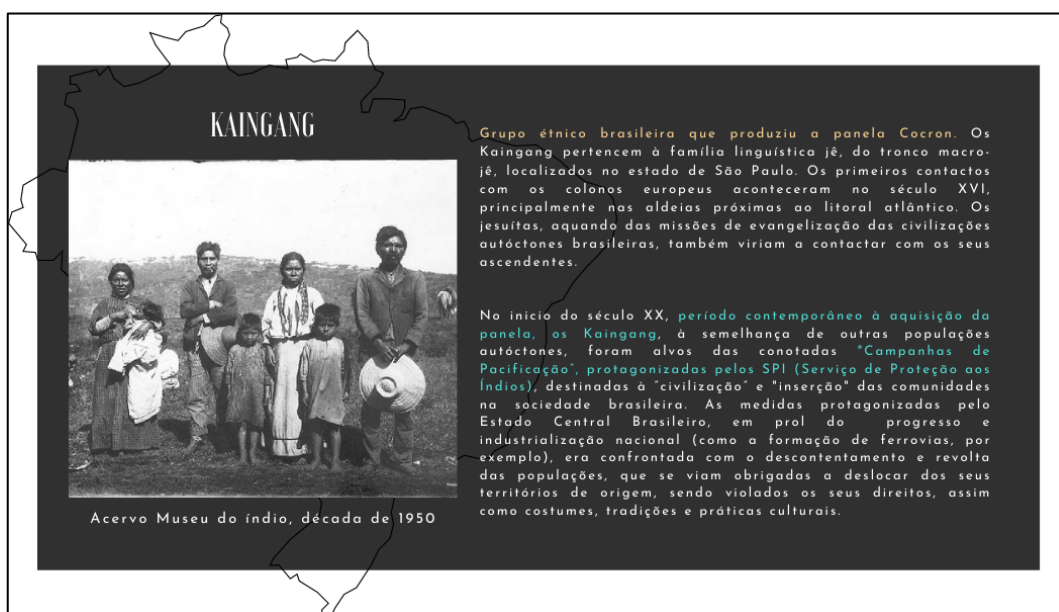 KAINGANG
Acervo Museu do índio, década de 1950
Grupo étnico brasileira que produziu a panela Cocron. Os
Kaingang pertencem à família linguística jê, do tronco macro-
jê, localizados no estado de São Paulo. Os primeiros contactos
com os colonos europeus aconteceram no século XVI,
principalmente nas aldeias próximas ao litoral atlântico. Os
jesuítas, aquando das missões de evangelização das civilizações
autóctones brasileiras, também viriam a contactar com os seus
ascendentes.
No inicio do século XX, período contemporâneo à aquisição da
panela, os Kaingang, à semelhança de outras populações
autóctones, foram alvos das conotadas "Campanhas de
Pacificação", protagonizadas pelos SPI (Serviço de Proteção aos
Índios), destinadas à "civilização" e "inserção" das comunidades
na sociedade brasileira. As medidas protagonizadas pelo
Estado Central Brasileiro, em prol do progresso e
industrialização nacional (como a formação de ferrovias, por
exemplo), era confrontada com o descontentamento e revolta
das populações, que se viam obrigadas a deslocar dos seus
territórios de origem, sendo violados os seus direitos, assim
como costumes, tradições e práticas culturais.